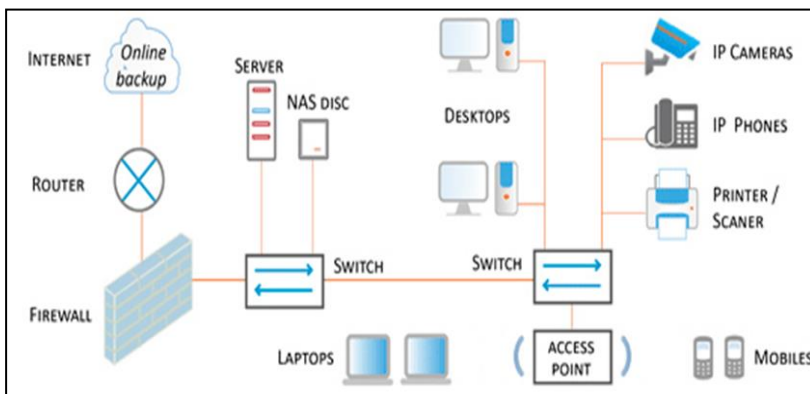 INTERNET
Online
backup
SERVER
NAS DISC
DESKTOPS
IP CAMERAS
IP PHONES
ROUTER
PRINTER /
SCANER
SWITCH
SWITCH
FIREWALL
LAPTOPS
ACCESS
POINT
MOBILES